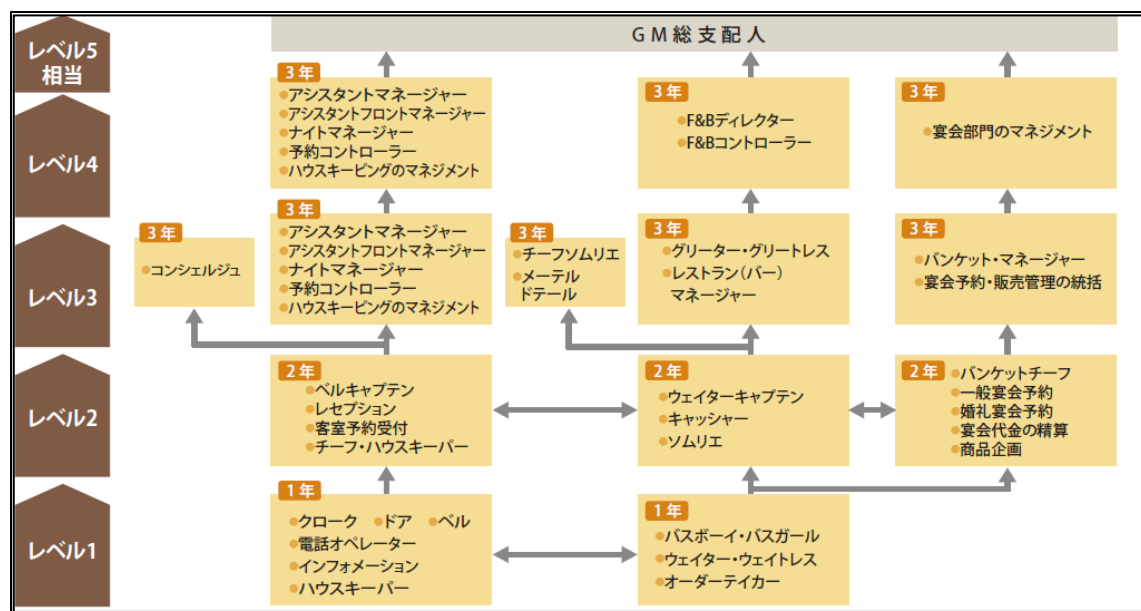 レベル5
相当
GM総支配人
レベル4
3年
●アシスタントマネージャー
●アシスタントフロントマネージャー
●ナイトマネージャー
●予約コントローラー
●ハウスキーピングのマネジメント
3年
●F&Bディレクター
●F&Bコントローラー
3年
●宴会部門のマネジメント
レベル3
3年
●コンシェルジュ
3年
●アシスタントマネージャー
●アシスタントフロントマネージャー
●ナイトマネージャー
●予約コントローラー
●ハウスキーピングのマネジメント
3年
●チーフソムリエ
●メーテル
ドテール
3年
●グリーター・グリートレス
●レストラン(バー)
マネージャー
3年
●バンケット・マネージャー
●宴会予約・販売管理の統括
レベル2
2年
●ベルキャプテン
●レセプション
●客室予約受付
●チーフ・ハウスキーパー
2年
●ウェイターキャプテン
●キャッシャー
●ソムリエ
2年
●バンケットチーフ
●一般宴会予約
●婚礼宴会予約
●宴会代金の精算
●商品企画
レベル1
1年
●クローク ●ドア ●ベル
●電話オペレーター
●インフォメーション
●ハウスキーパー
1年
●バスボーイ・バスガール
●ウェイター・ウェイトレス
●オーダーテイカー